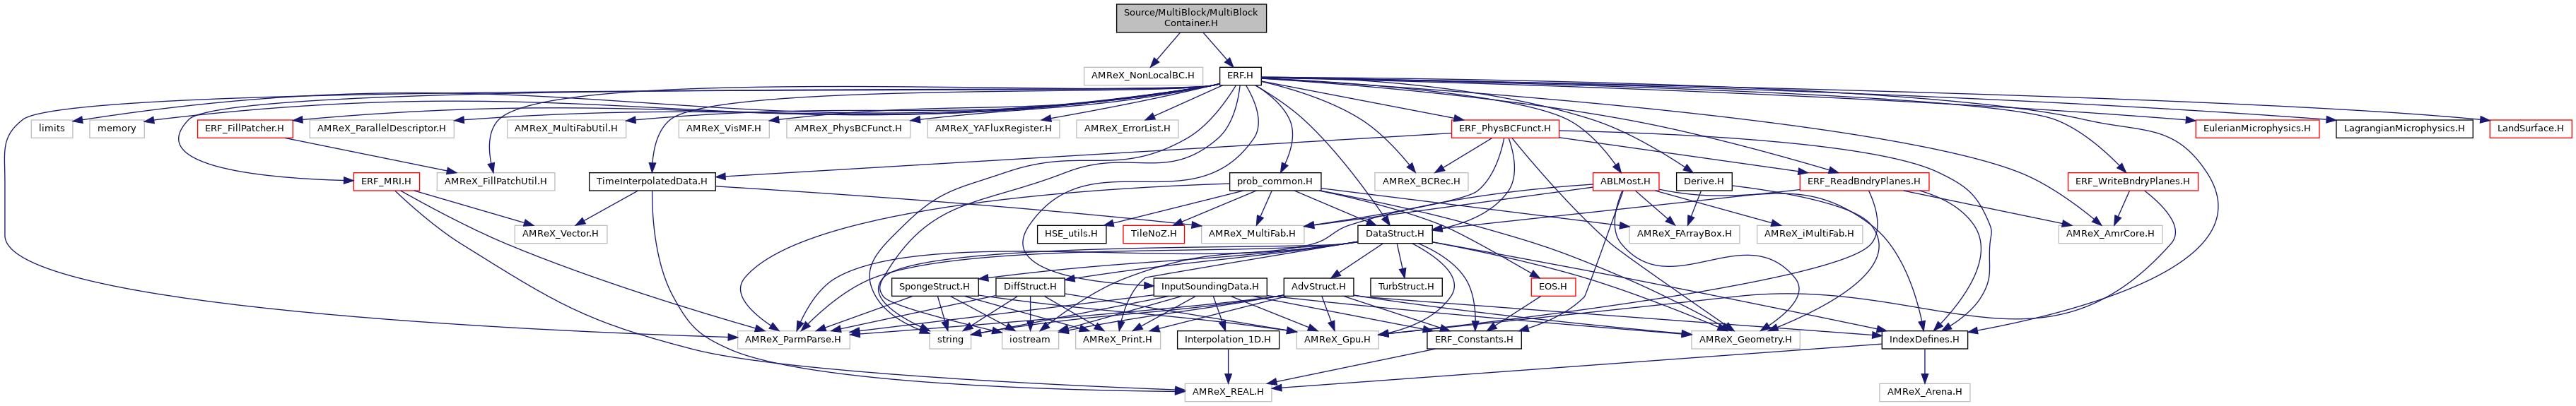 Source/MultiBlock/MultiBlock
Container.H
AMReX_NonLocalBC.H
ERF.H
limits
memory
ERF_FillPatcher.H
AMReX_ParallelDescriptor.H
AMReX_MultiFabUtil.H
AMReX_VisMF.H
AMReX_PhysBCFunct.H
AMReX_YAFluxRegister.H
AMReX_ErrorList.H
ERF_PhysBCFunct.H
EulerianMicrophysics.H
LagrangianMicrophysics.H
LandSurface.H
ERF_MRI.H
AMReX_FillPatchUtil.H
TimeInterpolatedData.H
prob_common.H
AMReX_BCRec.H
ABLMost.H
Derive.H
ERF_ReadBndryPlanes.H
ERF_WriteBndryPlanes.H
AMReX_Vector.H
HSE_utils.H
TileNoZ.H
AMReX_MultiFab.H
DataStruct.H
AMReX_FArrayBox.H
AMReX_iMultiFab.H
AMReX_AmrCore.H
SpongeStruct.H
DiffStruct.H
InputSoundingData.H
AdvStruct.H
TurbStruct.H
EOS.H
AMReX_ParmParse.H
string
iostream
AMReX_Print.H
Interpolation_1D.H
AMReX_Gpu.H
ERF_Constants.H
AMReX_Geometry.H
IndexDefines.H
AMReX_REAL.H
AMReX_Arena.H